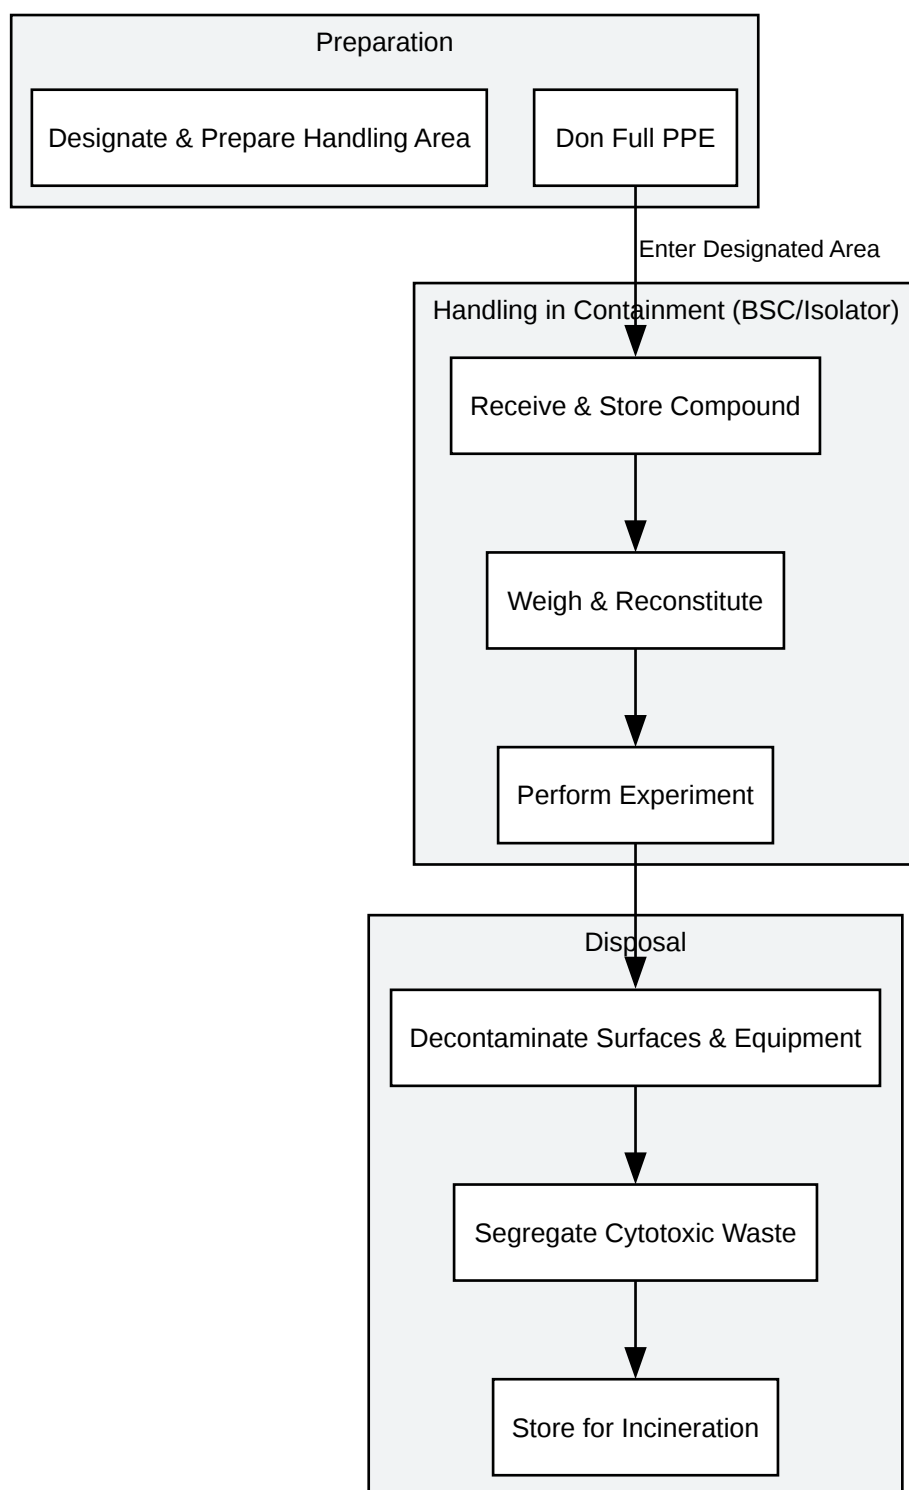 Preparation
Designate & Prepare Handling Area
Don Full PPE
Enter Designated Area
Handling in Containment (BSC/Isolator)
Receive & Store Compound
Weigh & Reconstitute
Perform Experiment
Disposal
Decontaminate Surfaces & Equipment
Segregate Cytotoxic Waste
Store for Incineration